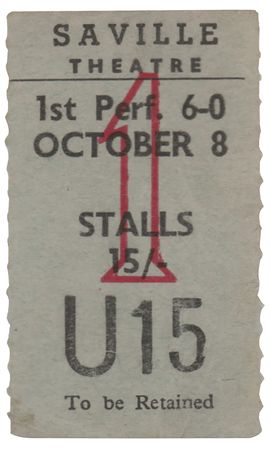 SAVILLE
THEATRE
1st Perf. 6-0
OCTOBER 8
1
STALLS
15/-
U15
To be Retained